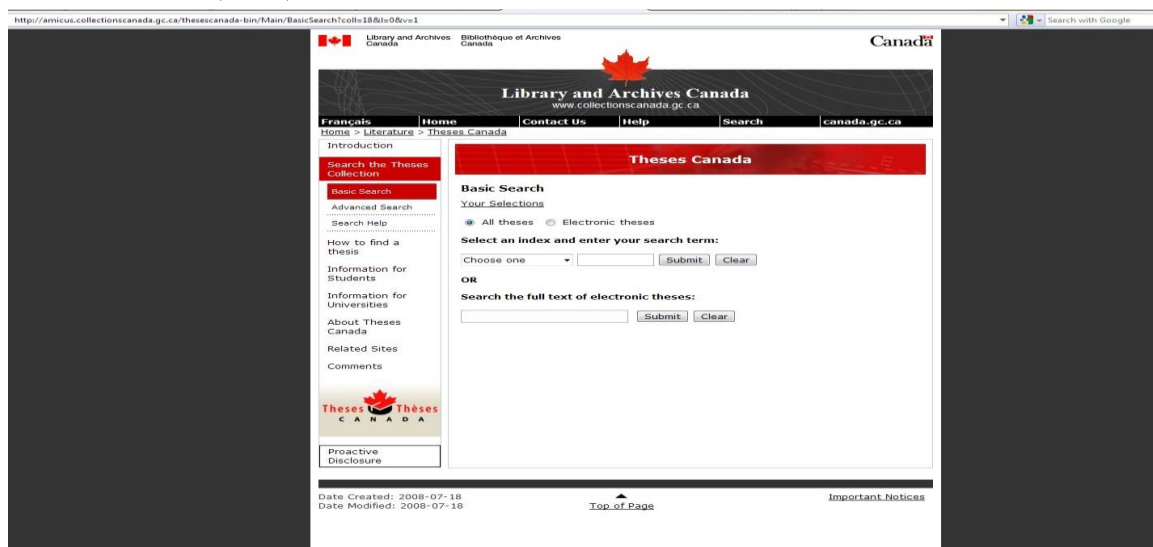 http://amicus.collectionscanada.gc.ca/thesescanada-bin/Main/BasicSearch?coll=18&l=0&v=1
Search with Google
Library and Archives Canada
Bibliothèque et Archives Canada
Canada
Library and Archives Canada
www.collectionscanada.gc.ca
Français Home Contact Us Help Search canada.gc.ca
Home > Literature > Theses Canada
Introduction
Search the Theses
Collection
Basic Search
Advanced Search
Search Help
How to find a
thesis
Information for
Students
Information for
Universities
About Theses
Canada
Related Sites
Comments
Theses Thèses
CANADA
Proactive
Disclosure
Theses Canada
Basic Search
Your Selections
All theses Electronic theses
Select an index and enter your search term:
Choose one Submit Clear
OR
Search the full text of electronic theses:
Submit Clear
Date Created: 2008-07-18
Date Modified: 2008-07-18
Top of Page
Important Notices